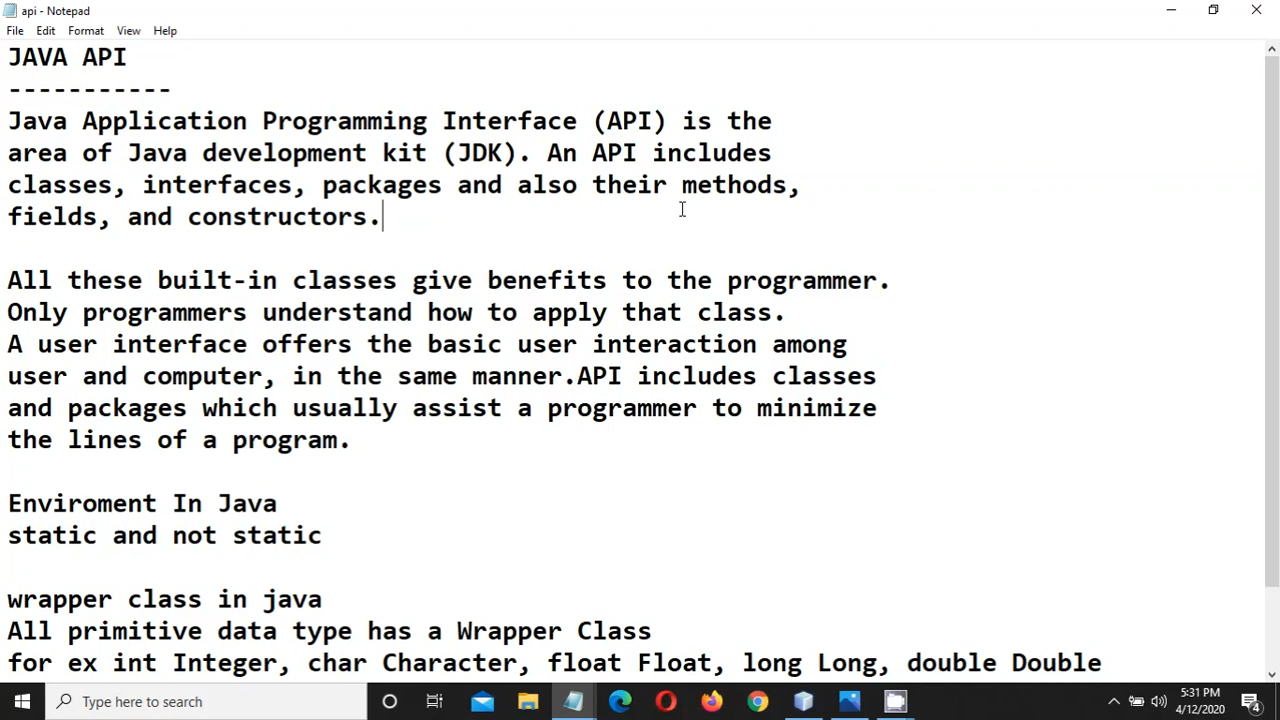 api - Notepad
File Edit Format View Help
JAVA API
-----------
Java Application Programming Interface (API) is the
area of Java development kit (JDK). An API includes
classes, interfaces, packages and also their methods,
fields, and constructors.
All these built-in classes give benefits to the programmer.
Only programmers understand how to apply that class.
A user interface offers the basic user interaction among
user and computer, in the same manner.API includes classes
and packages which usually assist a programmer to minimize
the lines of a program.
Enviroment In Java
static and not static
wrapper class in java
All primitive data type has a Wrapper Class
for ex int Integer, char Character, float Float, long Long, double Double
Type here to search
5:31 PM
4/12/2020
4